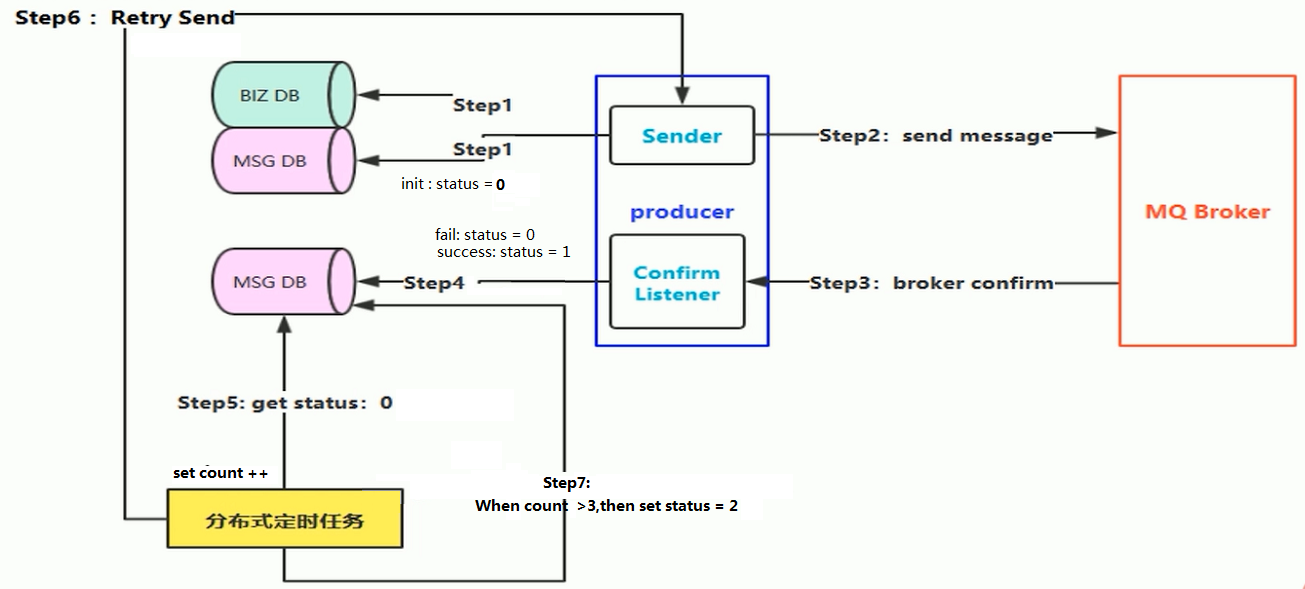 Step6： Retry Send
BIZ DB
Step1
MSG DB
Step1
init : status = 0
Sender
Step2：send message
producer
MQ Broker
fail: status = 0
success: status = 1
MSG DB
Step4
Confirm
Listener
Step3：broker confirm
Step5: get status：0
set count ++
分布式定时任务
Step7:
When count >3,then set status = 2